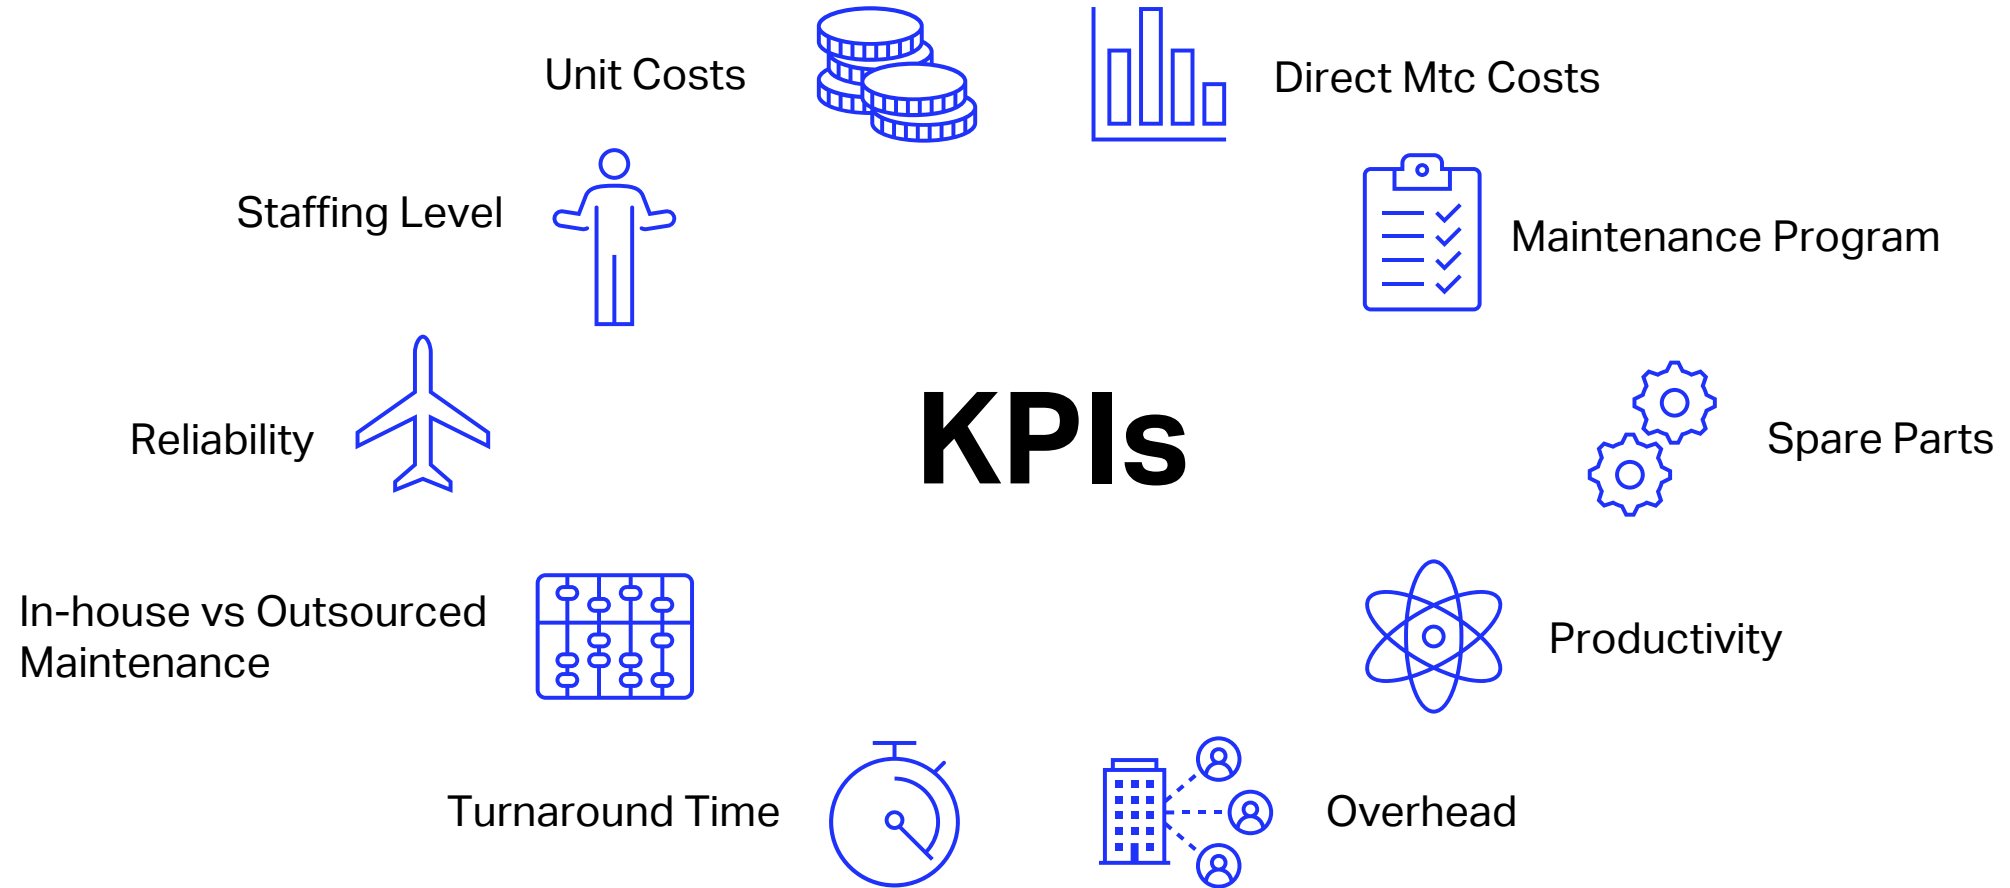 Unit Costs
Direct Mtc Costs
Staffing Level
Maintenance Program
KPIs
Reliability
Spare Parts
In-house vs Outsourced
Maintenance
Productivity
Turnaround Time
Overhead